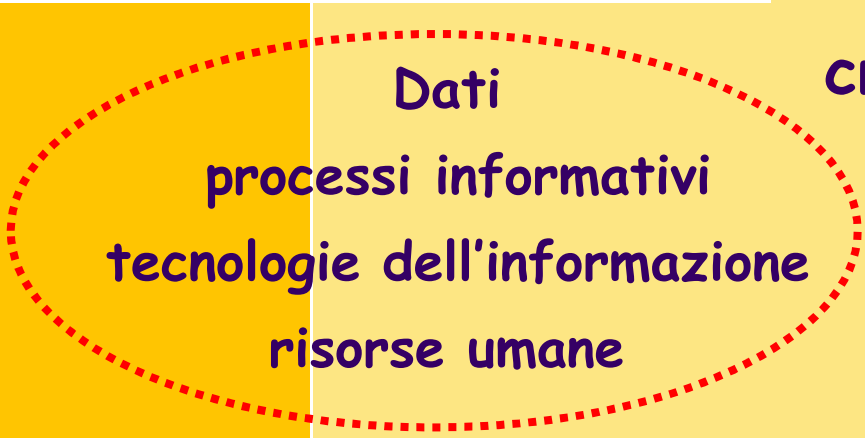 Dati
processi informativi
tecnologie dell'informazione
risorse umane